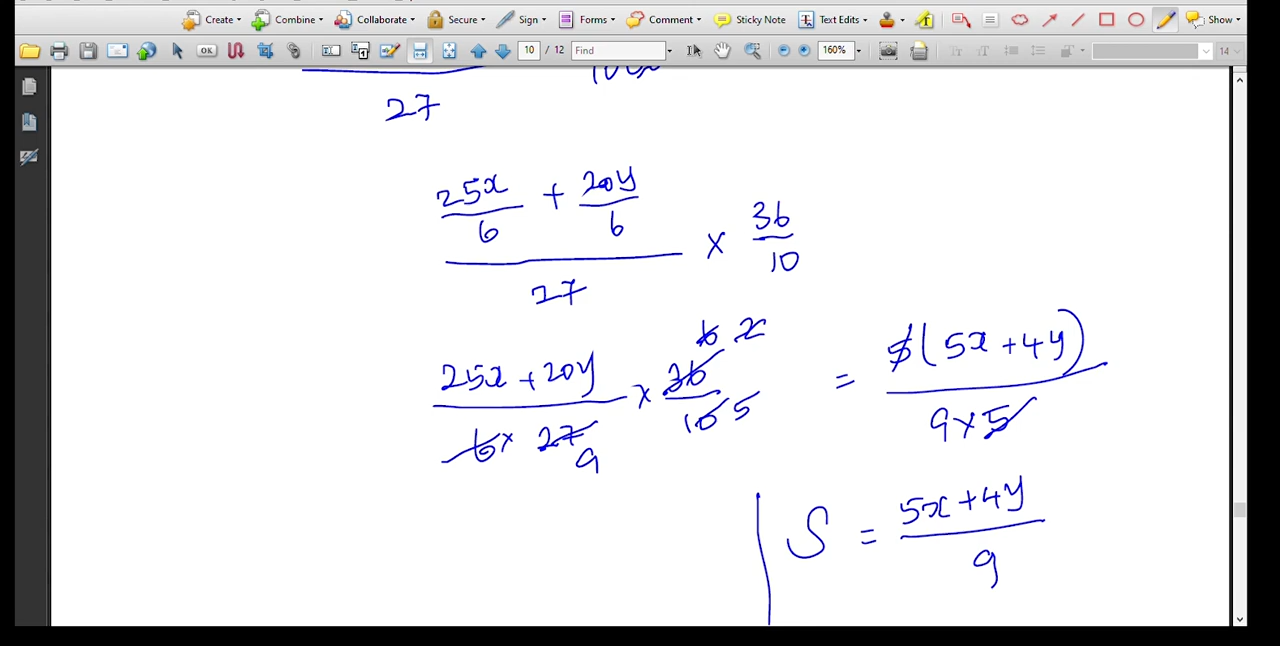 Create Combine Collaborate Secure Sign Forms Comment Sticky Note Text Edits Show
OK 10 / 12 Find 160% 14
27
25x/6 + 20y/6
27
× 36/10
25x + 20y
6 × 27 9
× 36 6 2
10 5
= 5(5x + 4y)
9 × 5
S = 5x + 4y
9